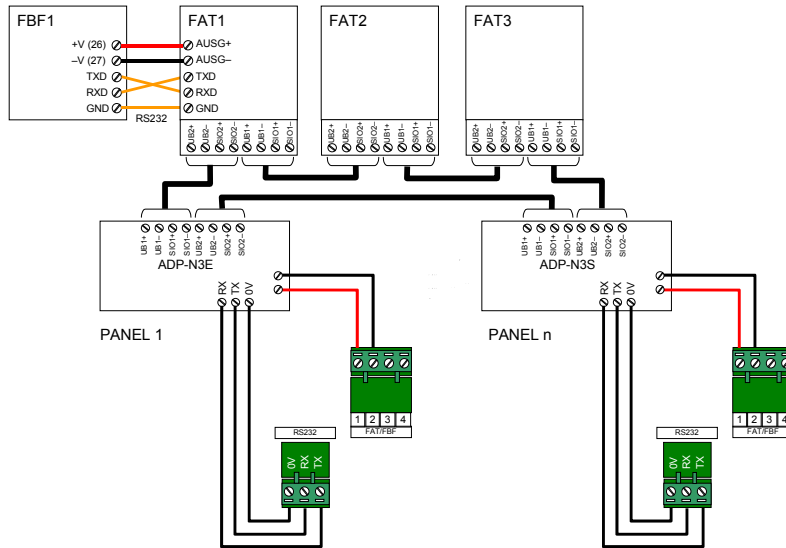 FBF1
FAT1
FAT2
FAT3
+V (26)
AUSG+
–V (27)
AUSG–
TXD
TXD
RXD
RXD
GND
GND
RS232
UB2+ UB2– SIO2+ SIO2– UB1+ UB1– SIO1+ SIO1–
UB2+ UB2– SIO2+ SIO2– UB1+ UB1– SIO1+ SIO1–
UB2+ UB2– SIO2+ SIO2– UB1+ UB1– SIO1+ SIO1–
UB1+ UB1– SIO1+ SIO1– UB2+ UB2– SIO2+ SIO2–
ADP-N3E
RX TX 0V
PANEL 1
UB1+ UB1– SIO1+ SIO1– UB2+ UB2– SIO2+ SIO2–
ADP-N3S
RX TX 0V
PANEL n
1 2 3 4
FAT/FBF
RS232
0V RX TX
1 2 3 4
FAT/FBF
RS232
0V RX TX